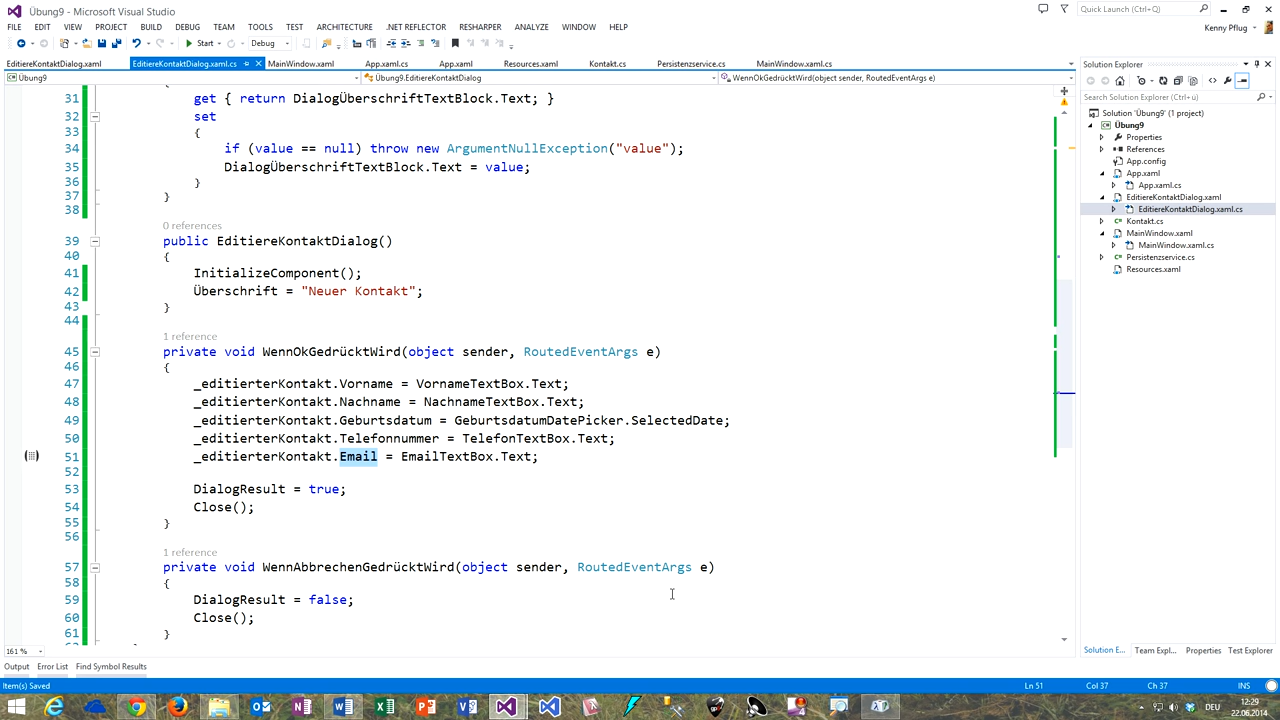 Übung9 - Microsoft Visual Studio
Quick Launch (Ctrl+Q)
FILE EDIT VIEW PROJECT BUILD DEBUG TEAM TOOLS TEST ARCHITECTURE .NET REFLECTOR RESHARPER ANALYZE WINDOW HELP
Kenny Pflug
Start Debug
EditiereKontaktDialog.xaml EditiereKontaktDialog.xaml.cs MainWindow.xaml App.xaml.cs App.xaml Resources.xaml Kontakt.cs Persistenzservice.cs MainWindow.xaml.cs
Übung9 Übung9.EditiereKontaktDialog WennOkGedrücktWird(object sender, RoutedEventArgs e)
31 get { return DialogÜberschriftTextBlock.Text; }
32 set
33 {
34 if (value == null) throw new ArgumentNullException("value");
35 DialogÜberschriftTextBlock.Text = value;
36 }
37 }
38
0 references
39 public EditiereKontaktDialog()
40 {
41 InitializeComponent();
42 Überschrift = "Neuer Kontakt";
43 }
44
1 reference
45 private void WennOkGedrücktWird(object sender, RoutedEventArgs e)
46 {
47 _editierterKontakt.Vorname = VornameTextBox.Text;
48 _editierterKontakt.Nachname = NachnameTextBox.Text;
49 _editierterKontakt.Geburtsdatum = GeburtsdatumDatePicker.SelectedDate;
50 _editierterKontakt.Telefonnummer = TelefonTextBox.Text;
51 _editierterKontakt.Email = EmailTextBox.Text;
52
53 DialogResult = true;
54 Close();
55 }
56
1 reference
57 private void WennAbbrechenGedrücktWird(object sender, RoutedEventArgs e)
58 {
59 DialogResult = false;
60 Close();
61 }
161 %
Solution Explorer
Search Solution Explorer (Ctrl+ü)
Solution 'Übung9' (1 project)
Übung9
Properties
References
App.config
App.xaml
App.xaml.cs
EditiereKontaktDialog.xaml
EditiereKontaktDialog.xaml.cs
Kontakt.cs
MainWindow.xaml
MainWindow.xaml.cs
Persistenzservice.cs
Resources.xaml
Solution E... Team Expl... Properties Test Explorer
Output Error List Find Symbol Results
Item(s) Saved Ln 51 Col 37 Ch 37 INS
DEU
12:29
22.06.2014